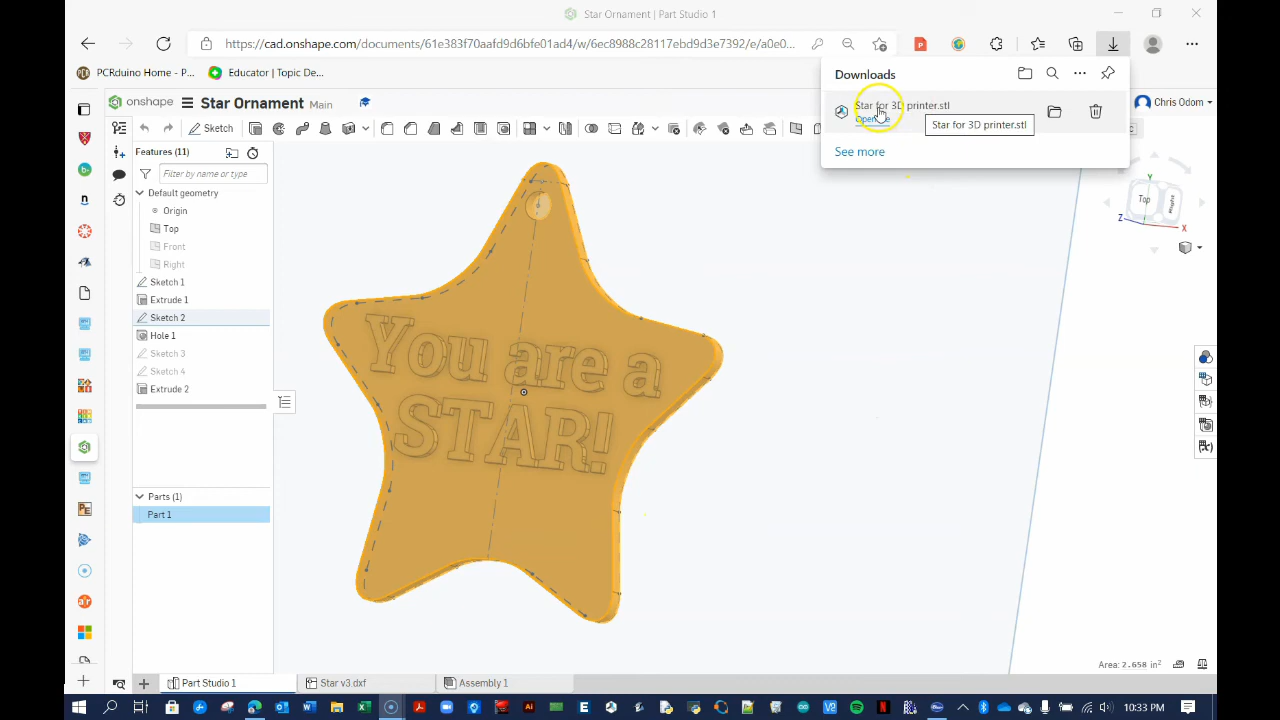 Star Ornament | Part Studio 1
https://cad.onshape.com/documents/61e383f70aafd9d6bfe01ad4/w/6ec8988c28117ebd9d3e7392/e/a0e0...
PCRduino Home - P...
Educator | Topic De...
Downloads
Star for 3D printer.stl
Open file
Star for 3D printer.stl
See more
onshape
Star Ornament
Main
Chris Odom
Sketch
Features (11)
Filter by name or type
Default geometry
Origin
Top
Front
Right
Sketch 1
Extrude 1
Sketch 2
Hole 1
Sketch 3
Sketch 4
Extrude 2
Parts (1)
Part 1
You are a
STAR!
Y
Top
Right
Z
X
Area: 2.658 in²
Part Studio 1
Star v3.dxf
Assembly 1
10:33 PM